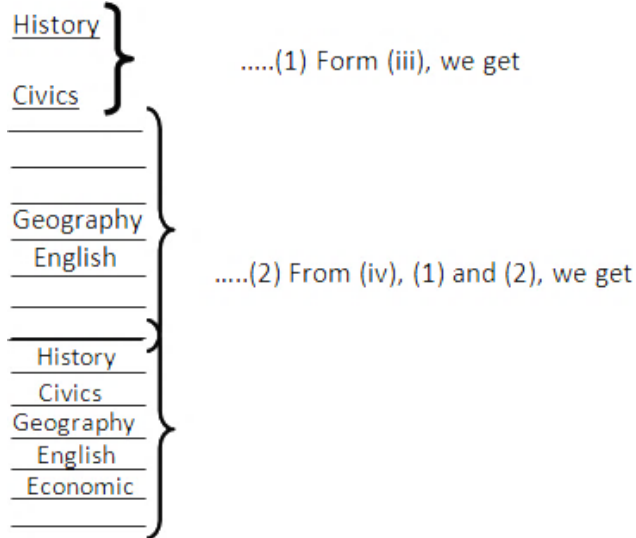 History
.....(1) Form (iii), we get
Civics
Geography
English
.....(2) From (iv), (1) and (2), we get
History
Civics
Geography
English
Economic